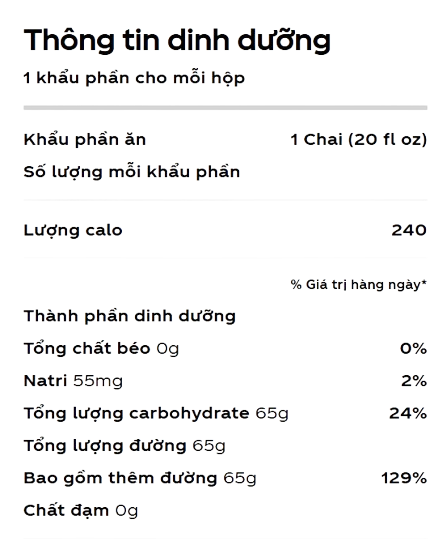 Thông tin dinh dưỡng
1 khẩu phần cho mỗi hộp
Khẩu phần ăn 1 Chai (20 fl oz)
Số lượng mỗi khẩu phần
Lượng calo 240
% Giá trị hàng ngày*
Thành phần dinh dưỡng
Tổng chất béo 0g 0%
Natri 55mg 2%
Tổng lượng carbohydrate 65g 24%
Tổng lượng đường 65g
Bao gồm thêm đường 65g 129%
Chất đạm 0g